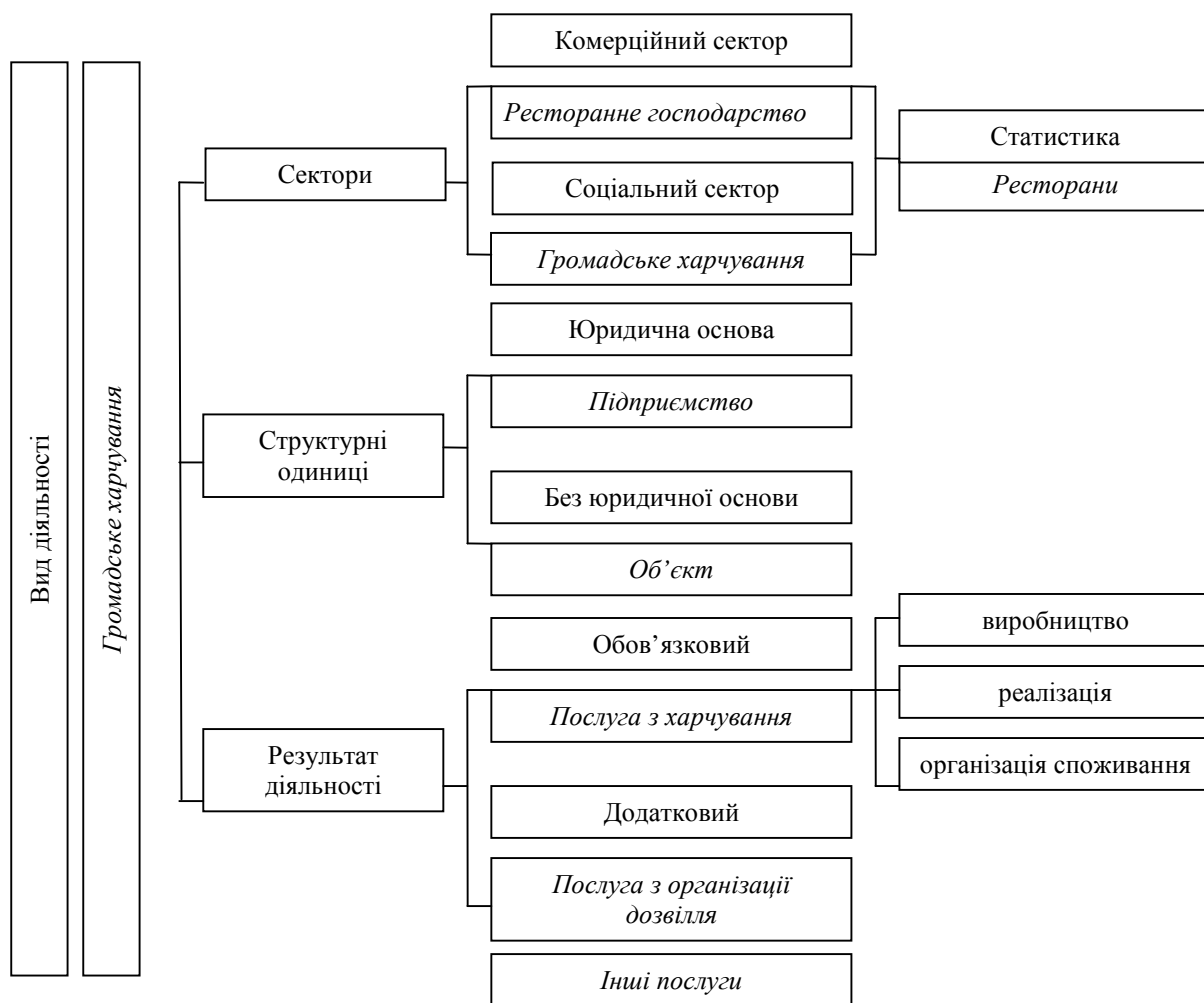 Вид діяльності
Громадське харчування
Сектори
Комерційний сектор
Ресторанне господарство
Соціальний сектор
Громадське харчування
Статистика
Ресторани
Структурні
одиниці
Юридична основа
Підприємство
Без юридичної основи
Об’єкт
Результат
діяльності
Обов’язковий
Послуга з харчування
виробництво
реалізація
організація споживання
Додатковий
Послуга з організації
дозвілля
Інші послуги